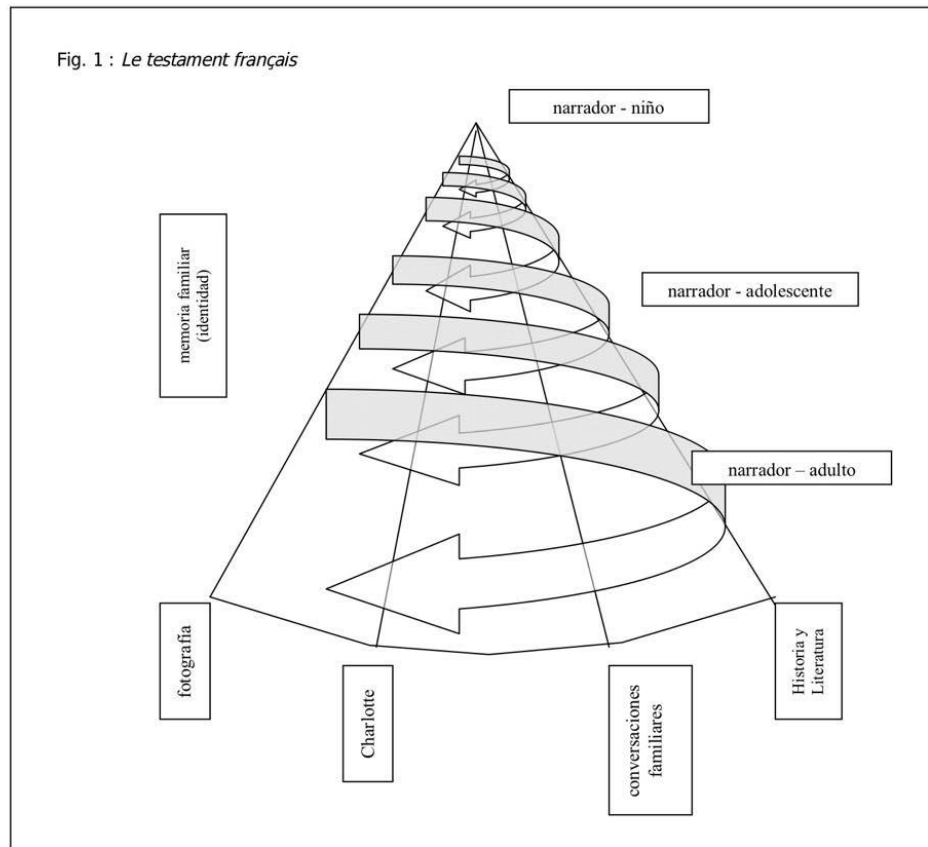 Fig. 1 : Le testament français
narrador - niño
memoria familiar
(identidad)
narrador - adolescente
narrador – adulto
fotografía
Charlotte
conversaciones
familiares
Historia y
Literatura